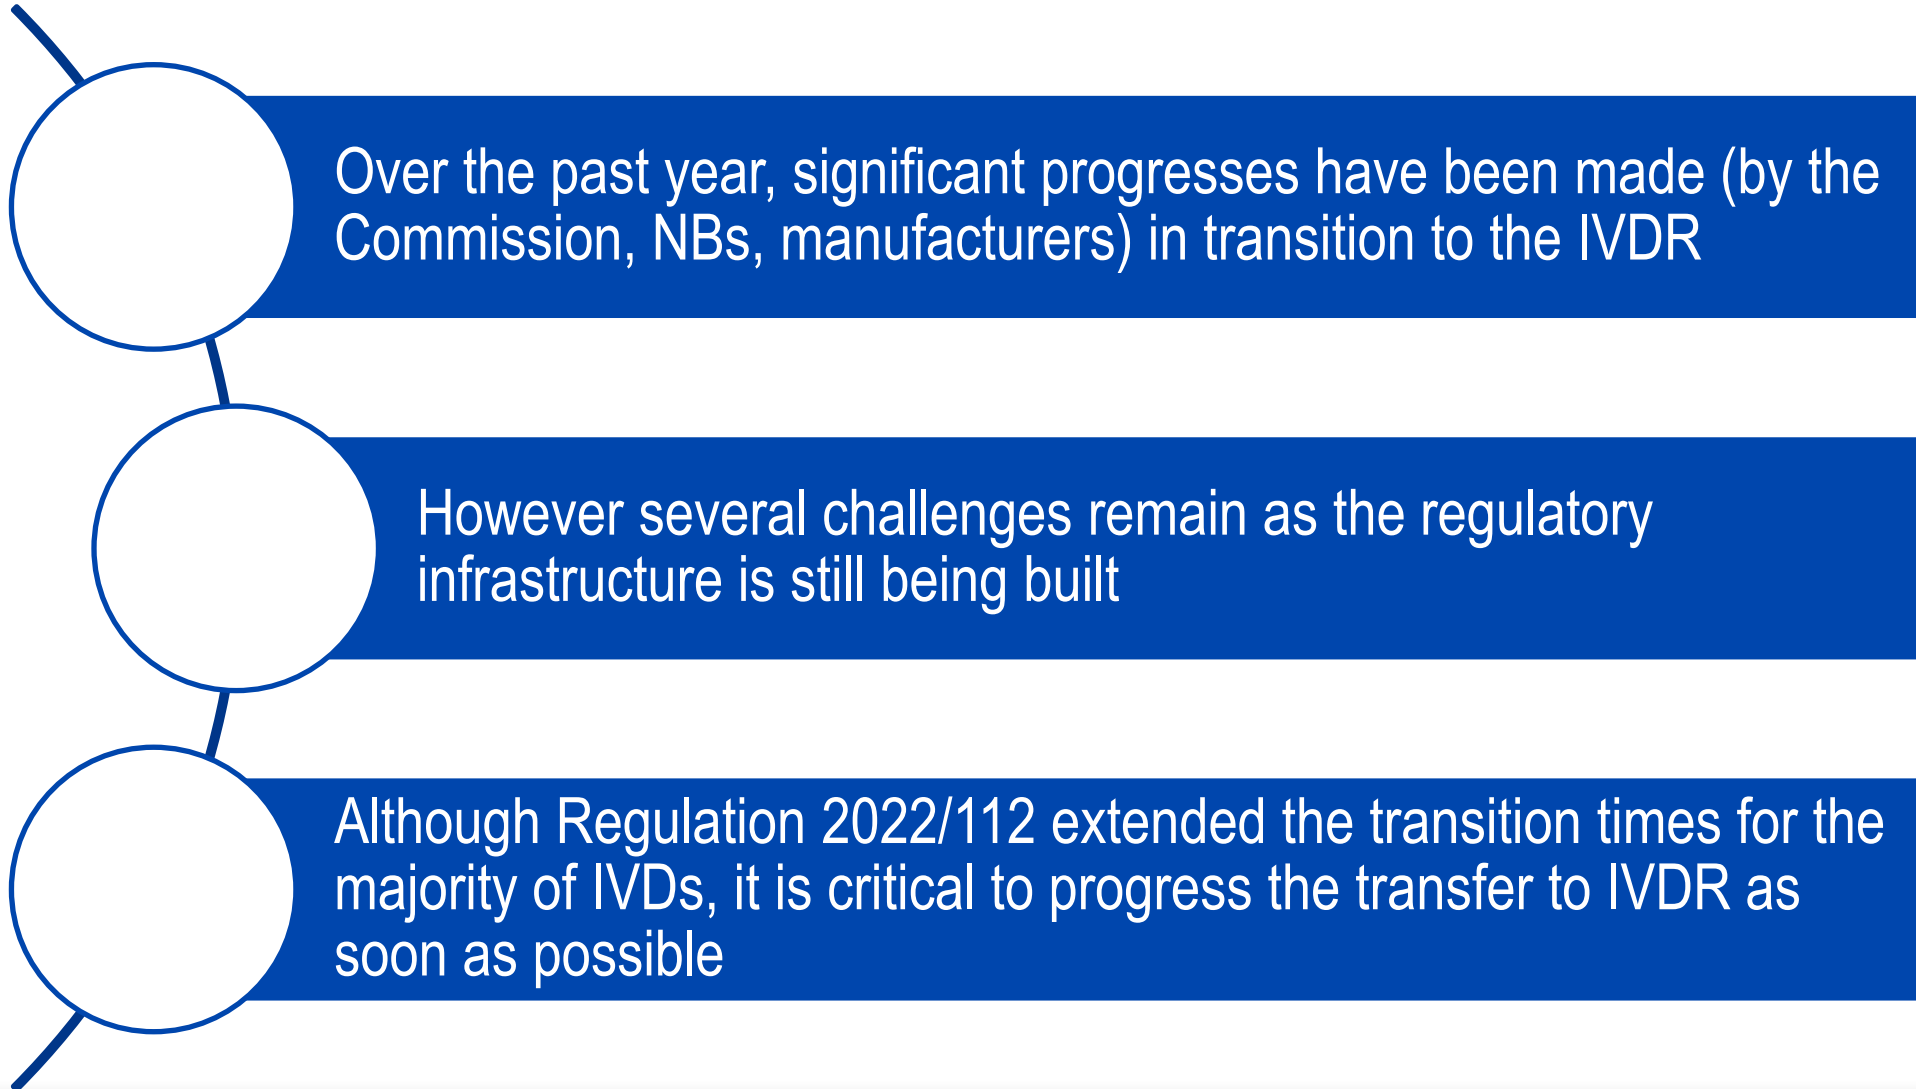 Over the past year, significant progresses have been made (by the
Commission, NBs, manufacturers) in transition to the IVDR
However several challenges remain as the regulatory
infrastructure is still being built
Although Regulation 2022/112 extended the transition times for the
majority of IVDs, it is critical to progress the transfer to IVDR as
soon as possible